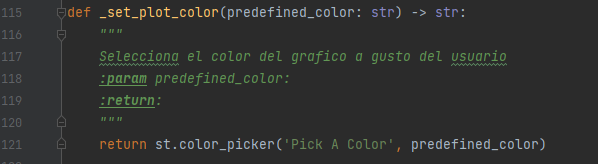 115 def _set_plot_color(predefined_color: str) -> str:
116 """
117 Selecciona el color del grafico a gusto del usuario
118 :param predefined_color:
119 :return:
120 """
121 return st.color_picker('Pick A Color', predefined_color)